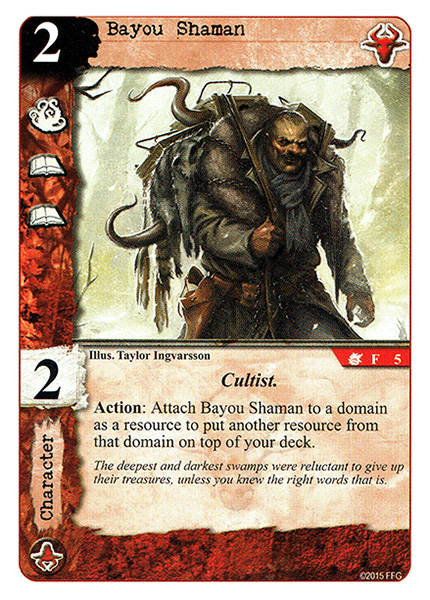 2
Bayou Shaman
Illus. Taylor Ingvarsson
F 5
2
Cultist.
Action: Attach Bayou Shaman to a domain
as a resource to put another resource from
that domain on top of your deck.
The deepest and darkest swamps were reluctant to give up
their treasures, unless you knew the right words that is.
Character
©2015 FFG